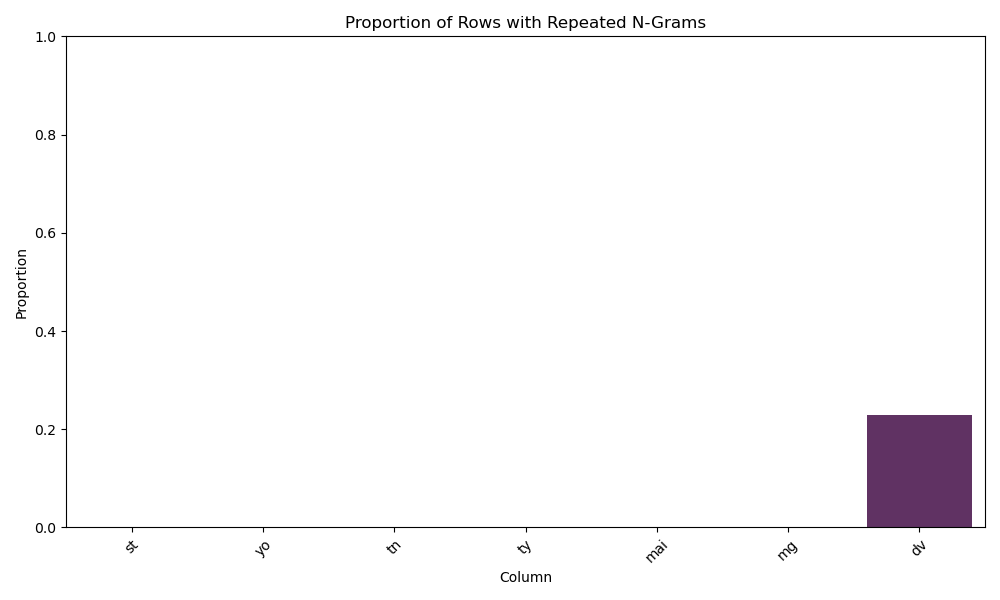 Proportion of Rows with Repeated N-Grams
1.0
0.8
0.6
0.4
0.2
0.0
Proportion
st
yo
tn
ty
mai
mg
dv
Column